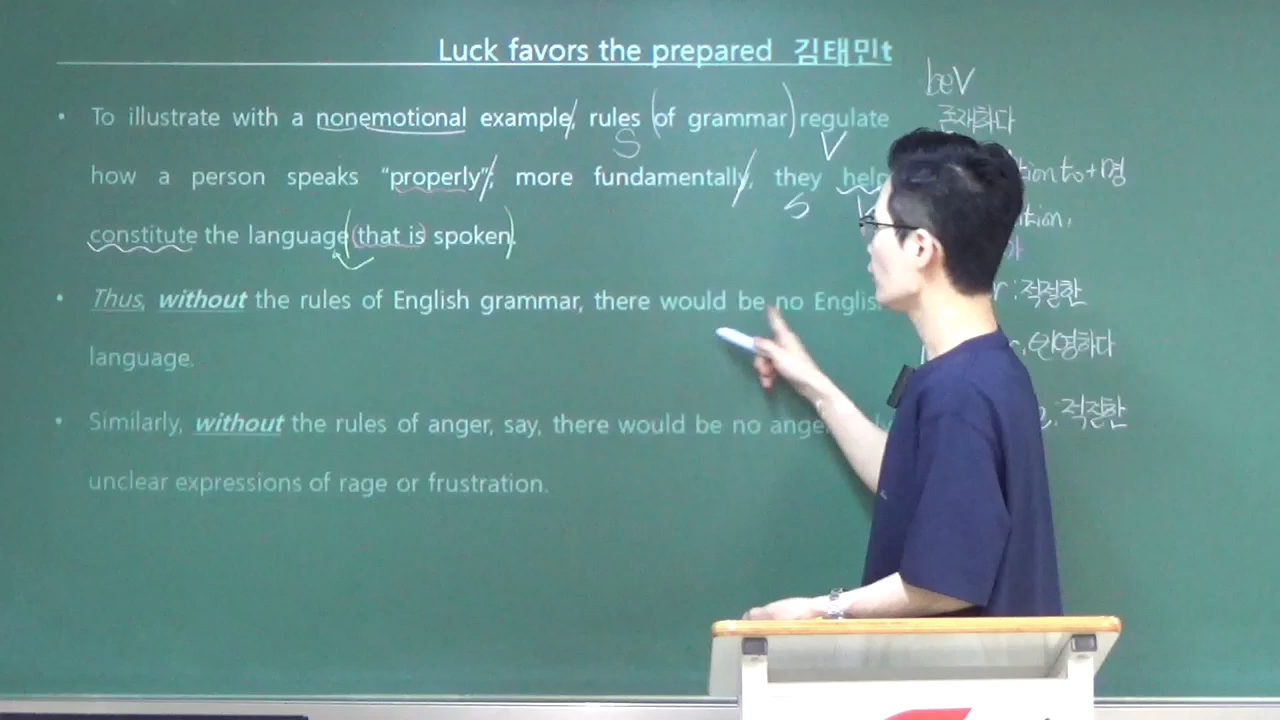 Luck favors the prepared 김태민t
• To illustrate with a nonemotional example, rules of grammar regulate
S V
how a person speaks "properly"; more fundamentally, they help
S
constitute the language that is spoken.
• Thus, without the rules of English grammar, there would be no
language.
• Similarly, without the rules of anger, say, there would be no
unclear expressions of rage or frustration.
beV
존재하다
to+명
: 적절한
적절한